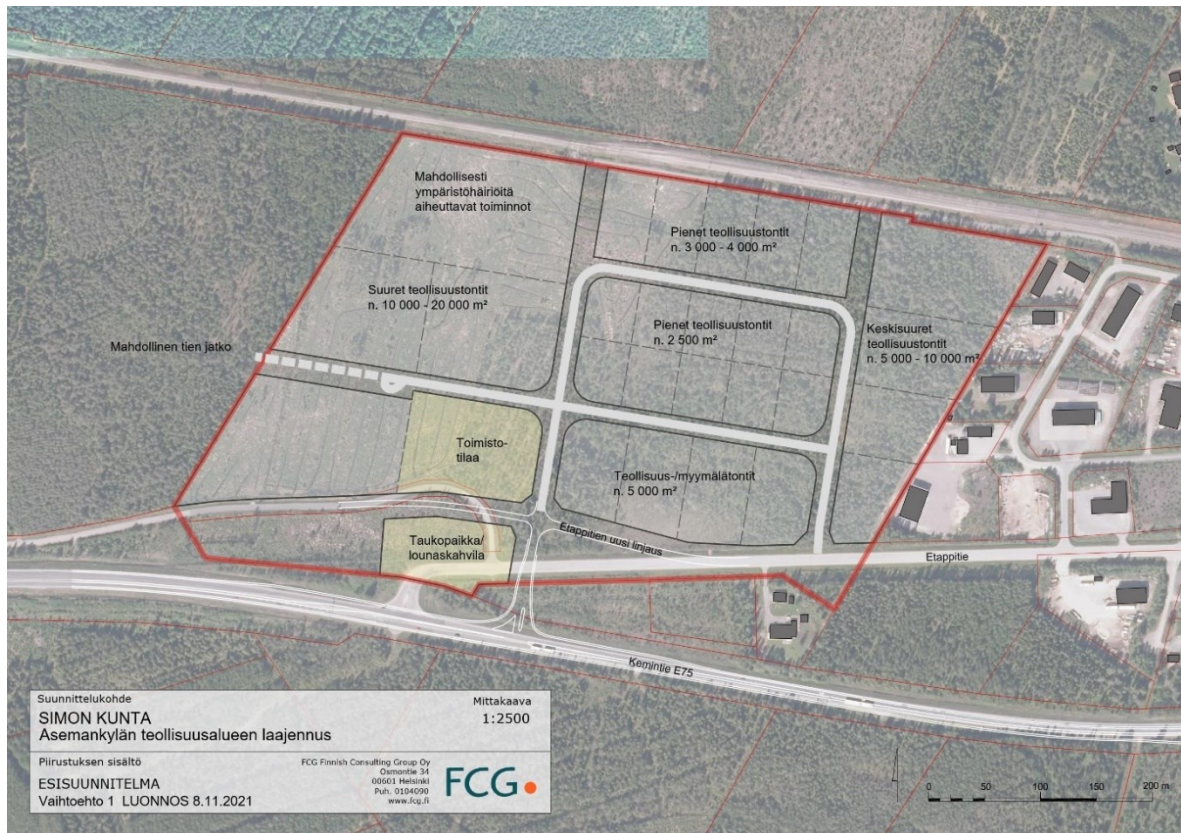 Mahdollisesti
ympäristöhäiriöitä
aiheuttavat toiminnot
Pienet teollisuustontit
n. 3 000 - 4 000 m²
Suuret teollisuustontit
n. 10 000 - 20 000 m²
Pienet teollisuustontit
n. 2 500 m²
Keskisuuret
teollisuustontit
n. 5 000 - 10 000 m²
Mahdollinen tien jatko
Toimisto-
tilaa
Teollisuus-/myymälätontit
n. 5 000 m²
Taukopaikka/
lounaskahvila
Etappitien uusi linjaus
Etappitie
Kemintie E75
Suunnittelukohde
SIMON KUNTA
Asemankylän teollisuusalueen laajennus
Mittakaava
1:2500
Piirustuksen sisältö
ESISUUNNITELMA
Vaihtoehto 1 LUONNOS 8.11.2021
FCG Finnish Consulting Group Oy
Osmontie 34
00601 Helsinki
Puh. 0104090
www.fcg.fi
FCG
0 50 100 150 200 m